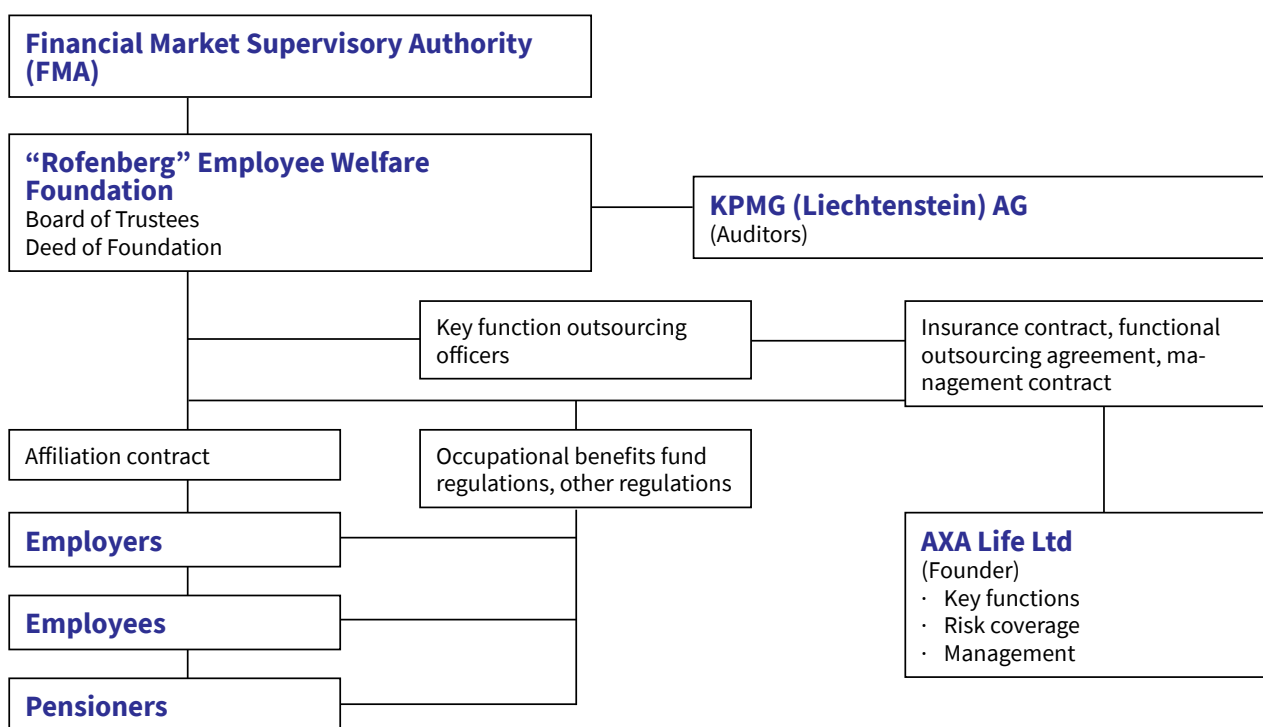 Financial Market Supervisory Authority
(FMA)
“Rofenberg” Employee Welfare
Foundation
Board of Trustees
Deed of Foundation
KPMG (Liechtenstein) AG
(Auditors)
Key function outsourcing
officers
Insurance contract, functional
outsourcing agreement, ma-
nagement contract
Affiliation contract
Occupational benefits fund
regulations, other regulations
Employers
Employees
Pensioners
AXA Life Ltd
(Founder)
· Key functions
· Risk coverage
· Management